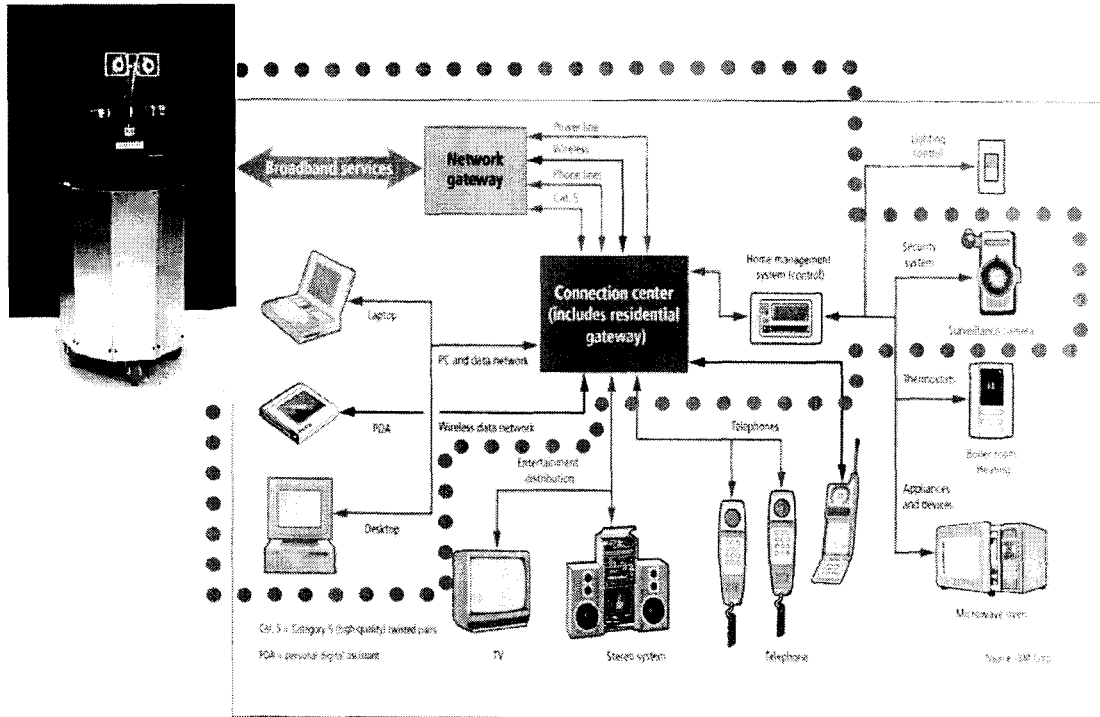 Power line
Wireless
Broadband services
Network
gateway
Phone lines
Cat. 5
Lighting
control
Security
system
Home management
system (control)
Connection center
(includes residential
gateway)
Surveillance camera
Laptop
PC and data network
Thermostats
PDA
Wireless data network
Telephones
Boiler room
Heating
Entertainment
distribution
Appliances
and devices
Desktop
Microwave oven
Cat. 5 = Category 5 (high quality) twisted pairs
PDA = personal digital assistant
TV
Stereo system
Telephone
Source: Corp.